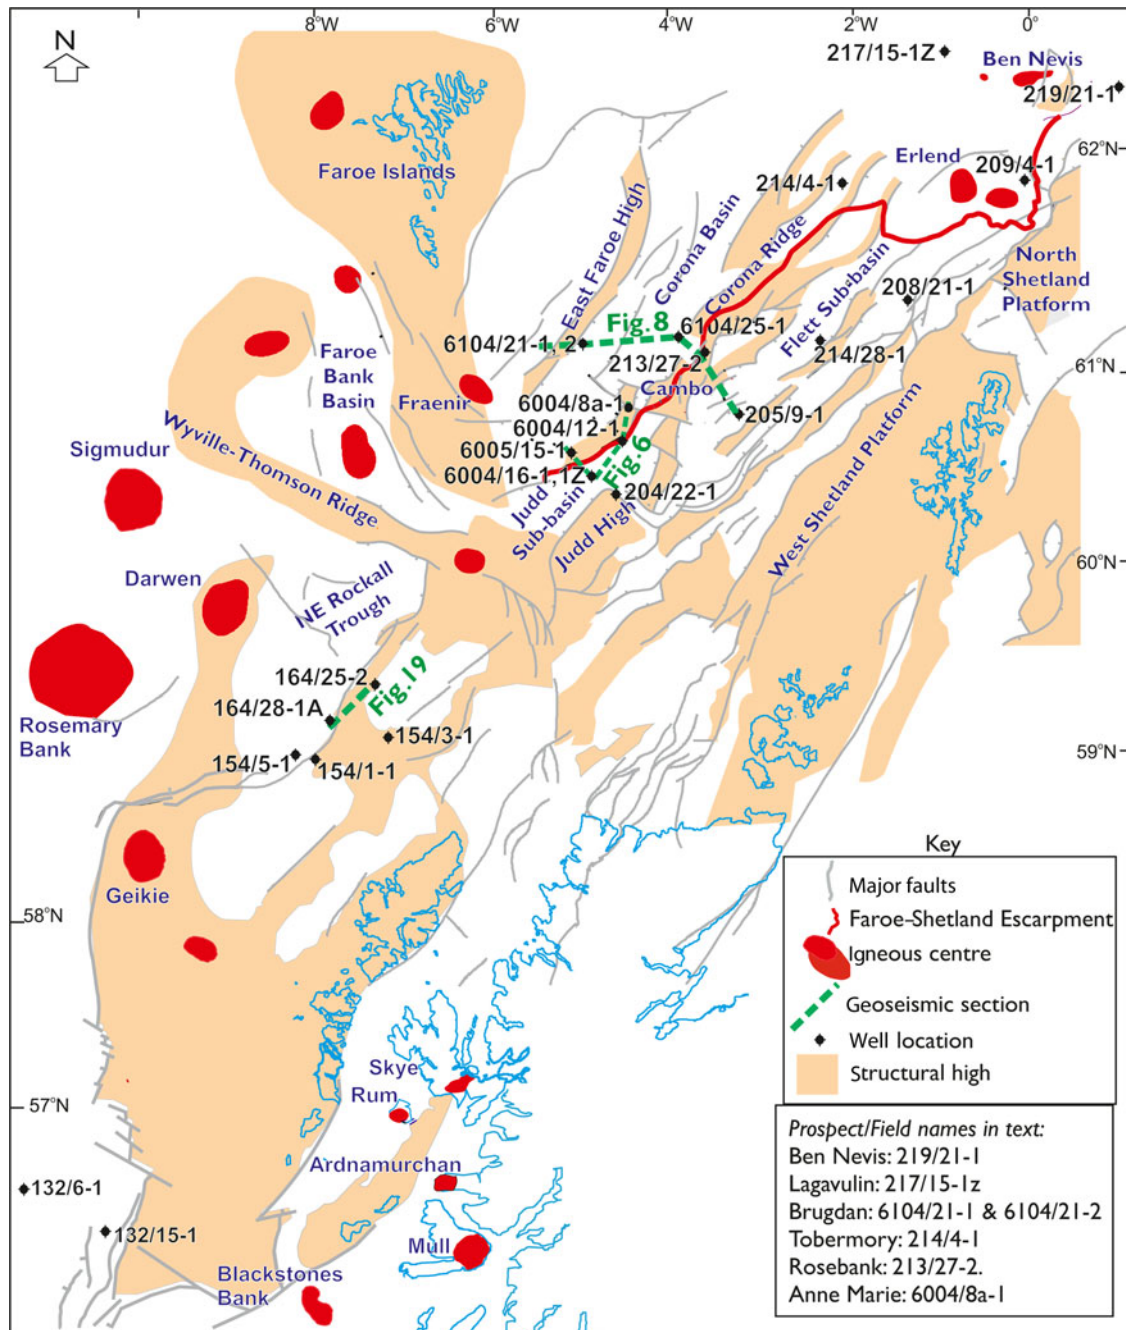 8°W
6°W
4°W
2°W
0°
N
217/15-1Z
Ben Nevis
219/21-1
62°N
Erlend
209/4-1
Faroe Islands
214/4-1
East Faroe High
Corona Basin
Corona Ridge
Flett Sub-basin
North
Shetland
Platform
208/21-1
Fig.8
6104/25-1
6104/21-1, 2
213/27-2
214/28-1
61°N
Faroe
Bank
Basin
Fraenir
Cambo
6004/8a-1
6004/12-1
205/9-1
6005/15-1
Fig.6
6004/16-1,1Z
204/22-1
Wyville-Thomson Ridge
Sigmudur
Judd
Sub-basin
Judd High
West Shetland Platform
60°N
Darwen
NE Rockall
Trough
164/25-2
Fig.19
164/28-1A
Rosemary
Bank
154/3-1
154/5-1
154/1-1
59°N
Geikie
58°N
Key
Major faults
Faroe-Shetland Escarpment
Igneous centre
Geoseismic section
Well location
Structural high
Skye
Rum
57°N
Ardnamurchan
132/6-1
132/15-1
Mull
Blackstones
Bank
Prospect/Field names in text:
Ben Nevis: 219/21-1
Lagavulin: 217/15-1z
Brugdan: 6104/21-1 & 6104/21-2
Tobermory: 214/4-1
Rosebank: 213/27-2.
Anne Marie: 6004/8a-1